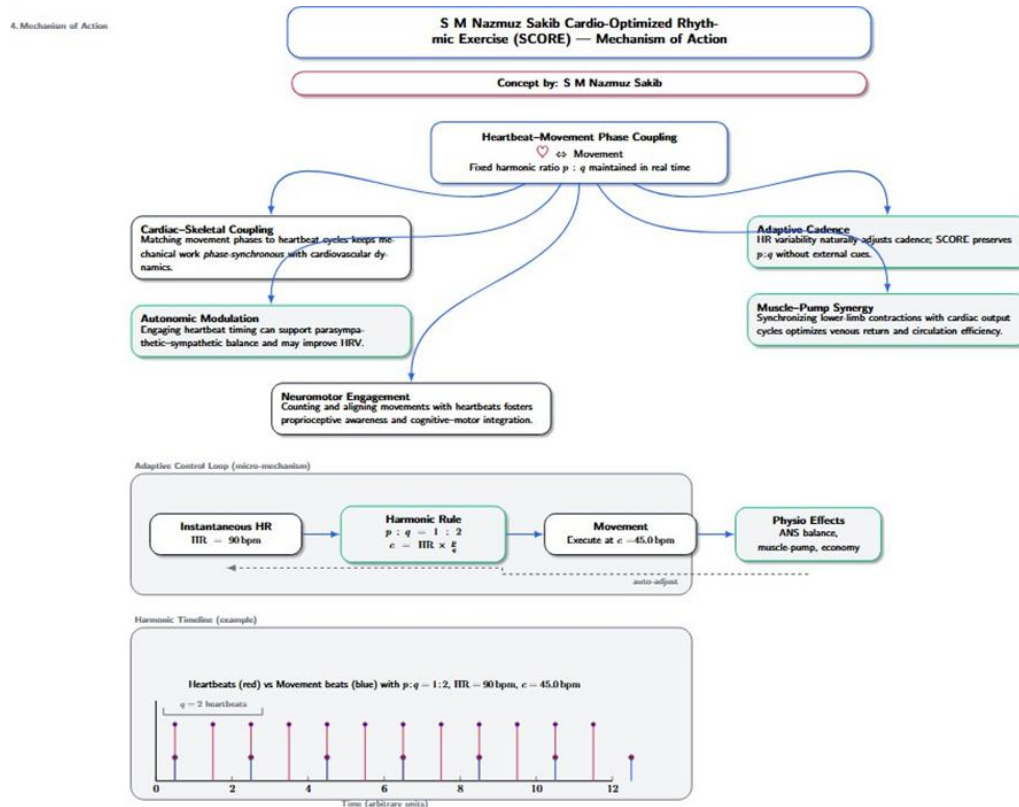 4. Mechanism of Action
S M Nazmuz Sakib Cardio-Optimized Rhyth-
mic Exercise (SCORE) — Mechanism of Action
Concept by: S M Nazmuz Sakib
Heartbeat–Movement Phase Coupling
♡ ⇔ Movement
Fixed harmonic ratio p : q maintained in real time
Cardiac–Skeletal Coupling
Matching movement phases to heartbeat cycles keeps me-
chanical work phase-synchronous with cardiovascular dy-
namics.
Adaptive Cadence
HR variability naturally adjusts cadence; SCORE preserves
p:q without external cues.
Autonomic Modulation
Engaging heartbeat timing can support parasympa-
thetic–sympathetic balance and may improve HRV.
Muscle–Pump Synergy
Synchronizing lower-limb contractions with cardiac output
cycles optimizes venous return and circulation efficiency.
Neuromotor Engagement
Counting and aligning movements with heartbeats fosters
proprioceptive awareness and cognitive–motor integration.
Adaptive Control Loop (micro-mechanism)
Instantaneous HR
HR = 90 bpm
Harmonic Rule
p : q = 1 : 2
c = HR × p/q
Movement
Execute at c =45.0 bpm
Physio Effects
ANS balance,
muscle-pump, economy
auto-adjust
Harmonic Timeline (example)
Heartbeats (red) vs Movement beats (blue) with p:q = 1:2, HR = 90 bpm, c = 45.0 bpm
q = 2 heartbeats
0 2 4 6 8 10 12
Time (arbitrary units)